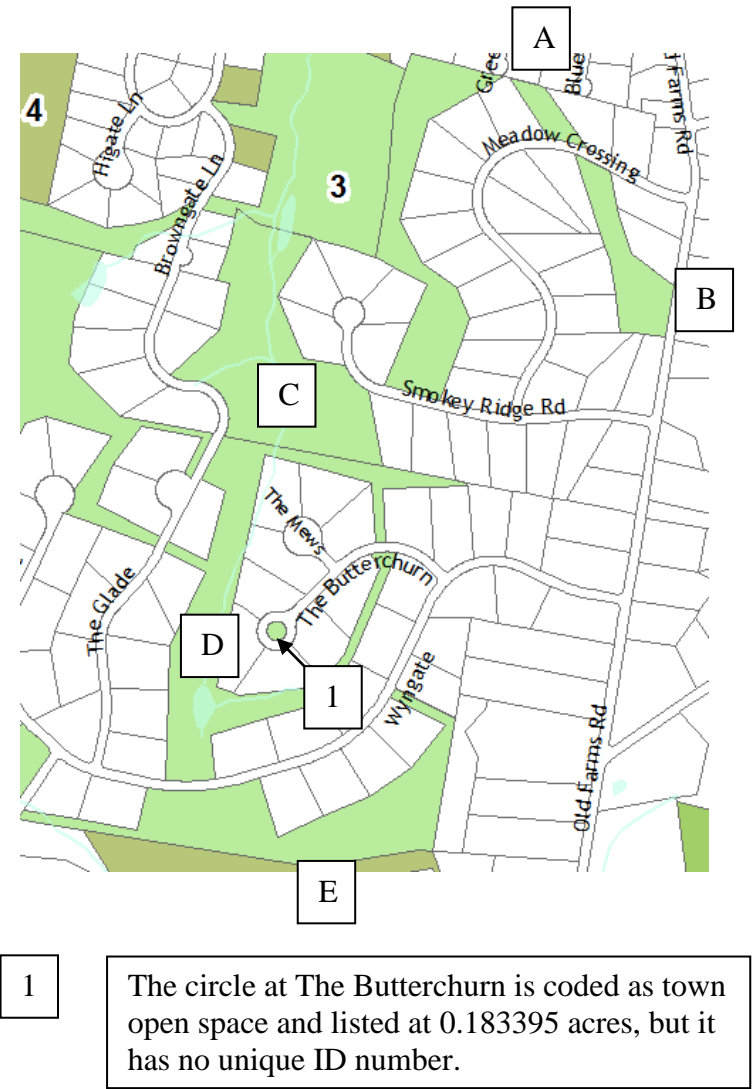 A
Gree
Blue
d Farms Rd
4
Higate Ln
Meadow Crossing
3
Browngate Ln
B
C
Smokey Ridge Rd
The Mews
The Butterchurn
The Glade
D
1
Wyngate
Old Farms Rd
E
1
The circle at The Butterchurn is coded as town
open space and listed at 0.183395 acres, but it
has no unique ID number.